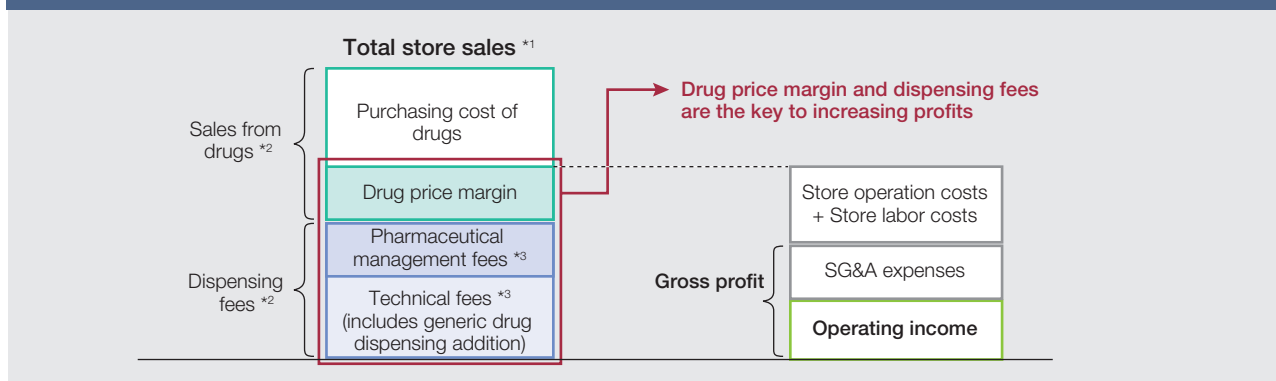 Total store sales *1
Sales from
drugs *2
Purchasing cost of
drugs
Drug price margin
Dispensing
fees *2
Pharmaceutical
management fees *3
Technical fees *3
(includes generic drug
dispensing addition)
Drug price margin and dispensing fees
are the key to increasing profits
Store operation costs
+ Store labor costs
Gross profit
SG&A expenses
Operating income